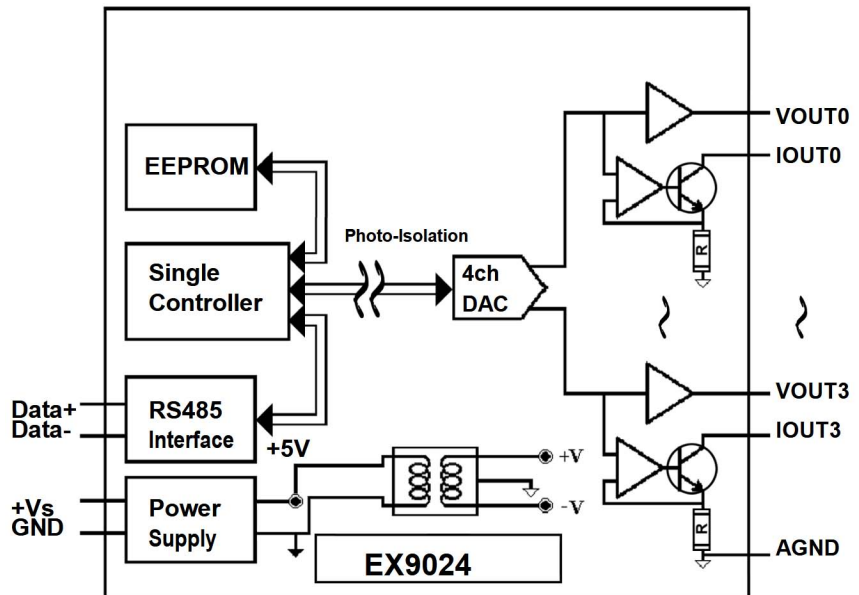 VOUT0
IOUT0
EEPROM
Photo-Isolation
Single
Controller
4ch
DAC
R
VOUT3
IOUT3
Data+
Data-
RS485
Interface
+5V
+V
-V
+Vs
GND
Power
Supply
R
AGND
EX9024